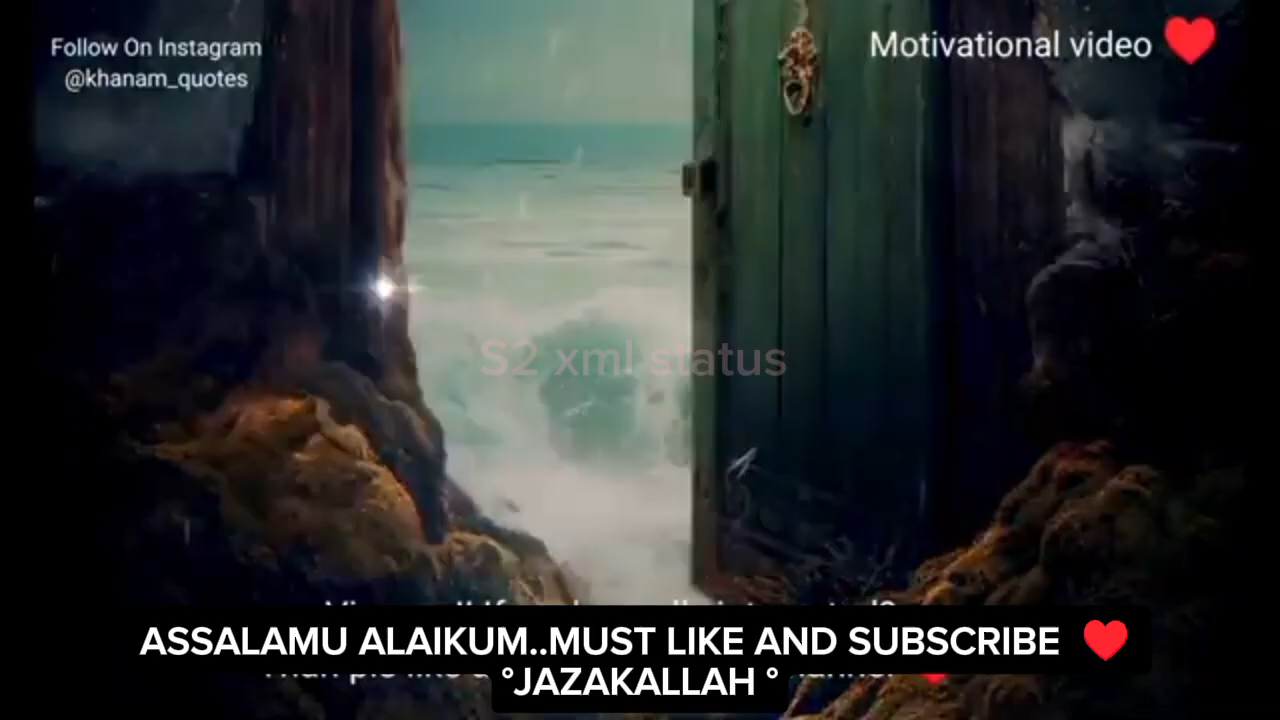 Follow On Instagram
@khanam_quotes
Motivational video ❤️
S2 xml status
ASSALAMU ALAIKUM..MUST LIKE AND SUBSCRIBE ❤️
°JAZAKALLAH °